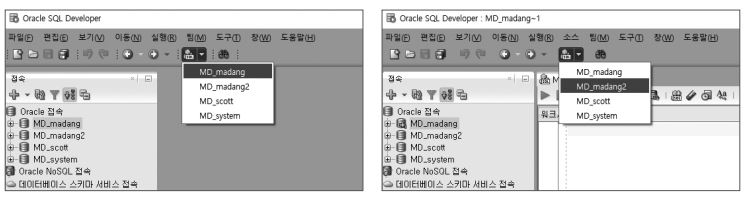 Oracle SQL Developer
파일(F) 편집(E) 보기(V) 이동(N) 실행(R) 팀(M) 도구(T) 창(W) 도움말(H)
MD_madang
MD_madang2
MD_scott
MD_system
접속
Oracle 접속
MD_madang
MD_madang2
MD_scott
MD_system
Oracle NoSQL 접속
데이터베이스 스키마 서비스 접속
Oracle SQL Developer : MD_madang~1
파일(F) 편집(E) 보기(V) 이동(N) 실행(R) 소스 팀(M) 도구(T) 창(W) 도움말(H)
MD_madang
MD_madang2
MD_scott
MD_system
접속
M
워크
Oracle 접속
MD_madang
MD_madang2
MD_scott
MD_system
Oracle NoSQL 접속
데이터베이스 스키마 서비스 접속